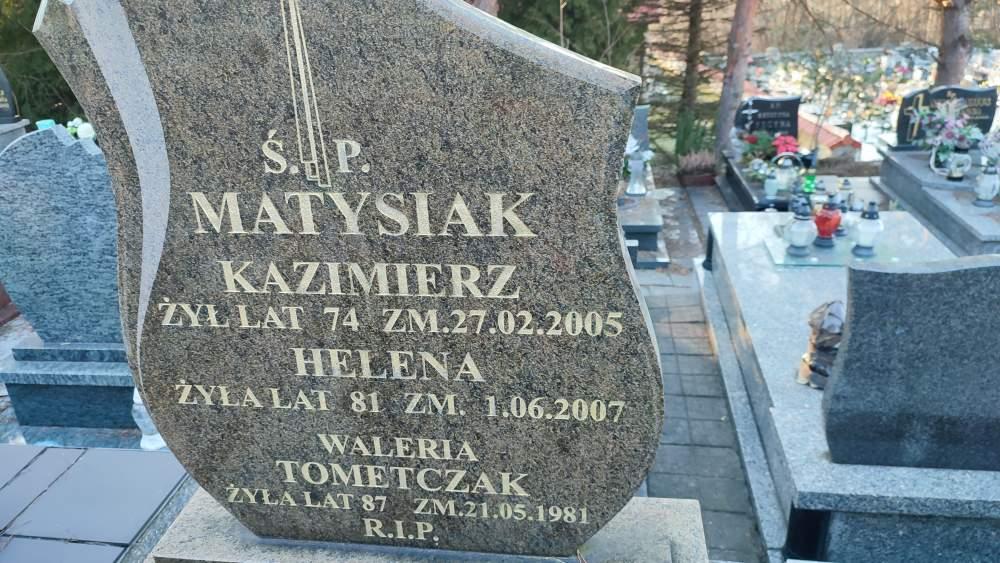 Ś. P.
MATYSIAK
KAZIMIERZ
ŻYŁ LAT 74 ZM.27.02.2005
HELENA
ŻYŁA LAT 81 ZM. 1.06.2007
WALERIA
TOMETCZAK
ŻYŁA LAT 87 ZM.21.05.1981
R.I.P.